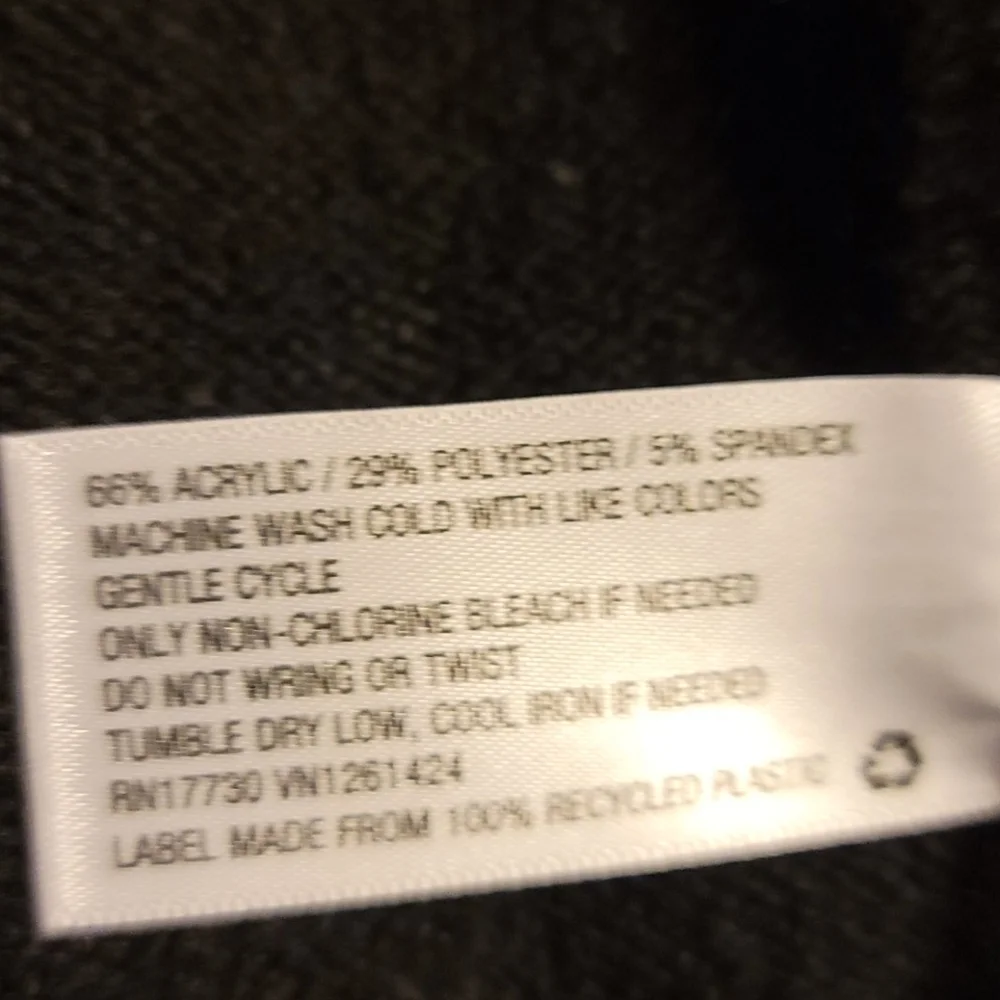 66% ACRYLIC / 29% POLYESTER / 5% SPANDEX
MACHINE WASH COLD WITH LIKE COLORS
GENTLE CYCLE
ONLY NON-CHLORINE BLEACH IF NEEDED
DO NOT WRING OR TWIST
TUMBLE DRY LOW, COOL IRON IF NEEDED
RN17730 VN1261424
LABEL MADE FROM 100% RECYCLED PLASTIC